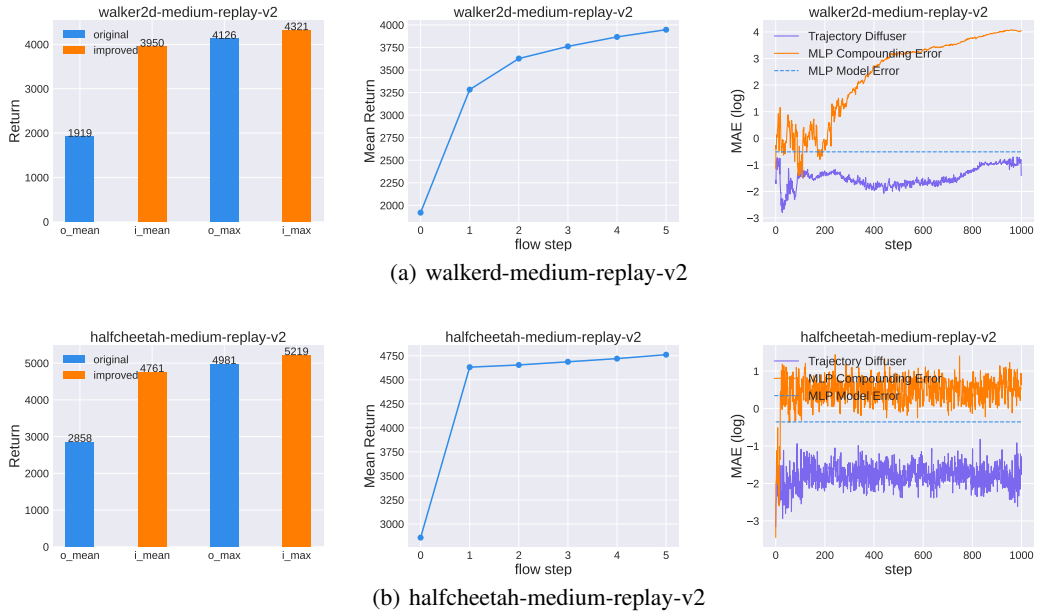 walker2d-medium-replay-v2
Return
4000
3000
2000
1000
0
original
improved
1919
3950
4126
4321
o_mean
i_mean
o_max
i_max
walker2d-medium-replay-v2
Mean Return
4000
3750
3500
3250
3000
2750
2500
2250
2000
0 1 2 3 4 5
flow step
walker2d-medium-replay-v2
MAE (log)
4
3
2
1
0
−1
−2
−3
Trajectory Diffuser
MLP Compounding Error
MLP Model Error
0 200 400 600 800 1000
step
(a) walkerd-medium-replay-v2
halfcheetah-medium-replay-v2
Return
5000
4000
3000
2000
1000
0
original
improved
2858
4761
4981
5219
o_mean
i_mean
o_max
i_max
halfcheetah-medium-replay-v2
Mean Return
4750
4500
4250
4000
3750
3500
3250
3000
0 1 2 3 4 5
flow step
halfcheetah-medium-replay-v2
MAE (log)
1
0
−1
−2
−3
Trajectory Diffuser
MLP Compounding Error
MLP Model Error
0 200 400 600 800 1000
step
(b) halfcheetah-medium-replay-v2